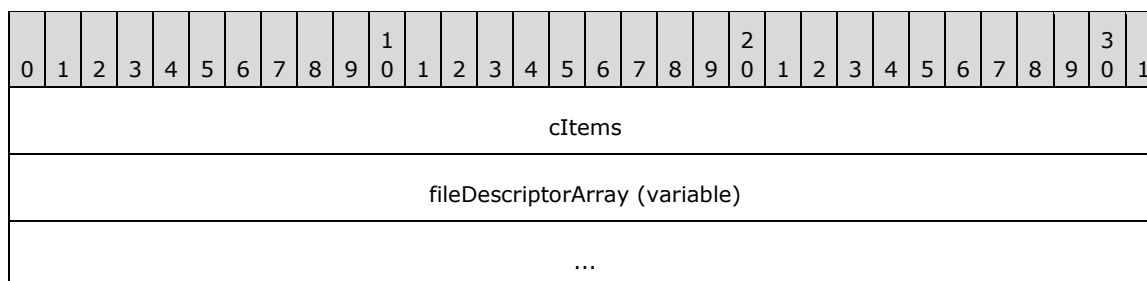 1 2 3
0 1 2 3 4 5 6 7 8 9 0 1 2 3 4 5 6 7 8 9 0 1 2 3 4 5 6 7 8 9 0 1
cItems
fileDescriptorArray (variable)
...